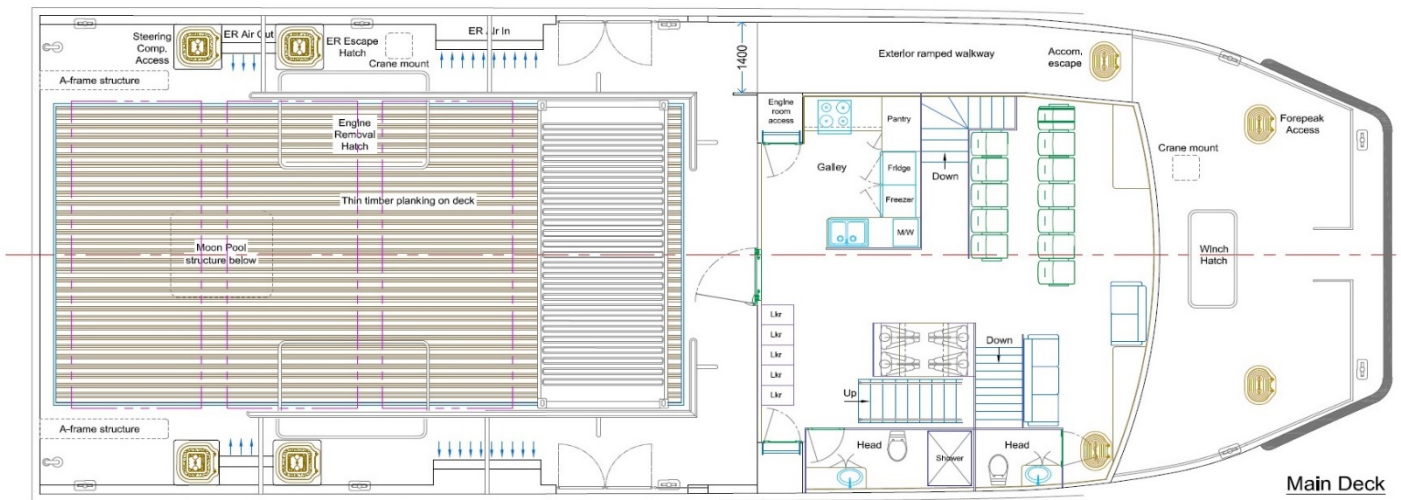 Steering
Comp.
Access
ER Air Out
ER Escape
Hatch
Crane mount
ER Air In
A-frame structure
1400
Exterior ramped walkway
Accom.
escape
Forepeak
Access
Crane mount
Engine
Removal
Hatch
Thin timber planking on deck
Moon Pool
structure below
Engine
room
access
Pantry
Galley
Fridge
Freezer
M/W
Down
Winch
Hatch
Lkr
Lkr
Lkr
Lkr
Lkr
Down
Up
A-frame structure
Head
Shower
Head
Main Deck